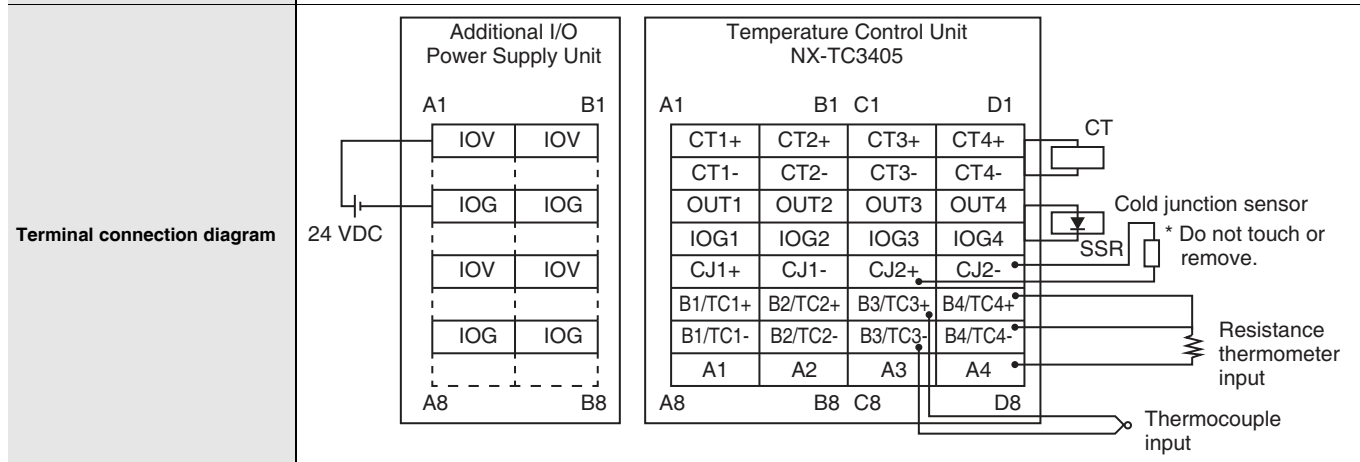 Terminal connection diagram
24 VDC
Additional I/O
Power Supply Unit
A1 B1
IOV IOV
IOG IOG
IOV IOV
IOG IOG
A8 B8
Temperature Control Unit
NX-TC3405
A1 B1 C1 D1
CT1+ CT2+ CT3+ CT4+
CT1- CT2- CT3- CT4-
OUT1 OUT2 OUT3 OUT4
IOG1 IOG2 IOG3 IOG4
CJ1+ CJ1- CJ2+ CJ2-
B1/TC1+ B2/TC2+ B3/TC3+ B4/TC4+
B1/TC1- B2/TC2- B3/TC3- B4/TC4-
A1 A2 A3 A4
A8 B8 C8 D8
CT
SSR
Cold junction sensor
* Do not touch or
remove.
Resistance
thermometer
input
Thermocouple
input